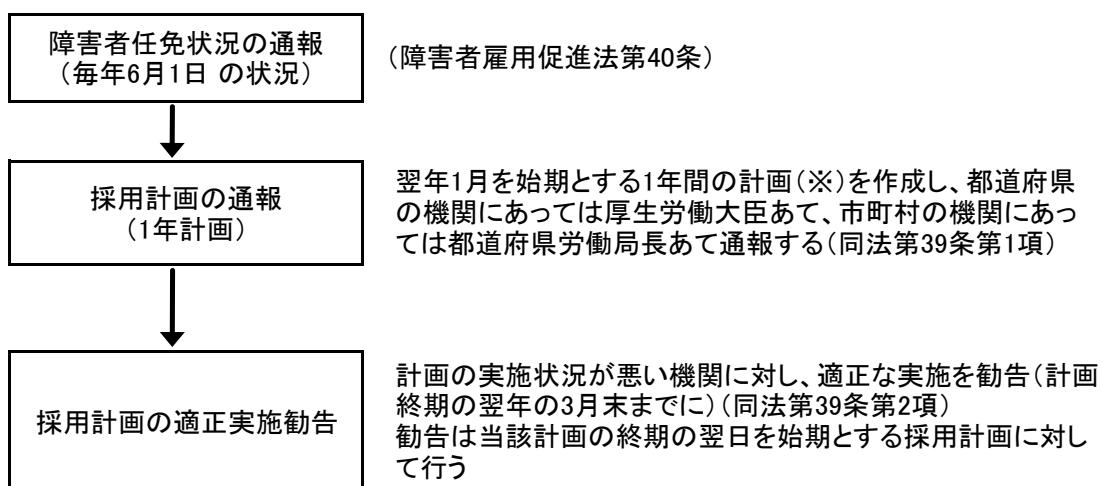 障害者任免状況の通報
（毎年6月1日 の状況）
（障害者雇用促進法第40条）
採用計画の通報
（1年計画）
翌年1月を始期とする1年間の計画（※）を作成し、都道府県
の機関にあっては厚生労働大臣あて、市町村の機関にあっ
ては都道府県労働局長あて通報する（同法第39条第1項）
採用計画の適正実施勧告
計画の実施状況が悪い機関に対し、適正な実施を勧告（計画
終期の翌年の3月末までに）（同法第39条第2項）
勧告は当該計画の終期の翌日を始期とする採用計画に対し
て行う